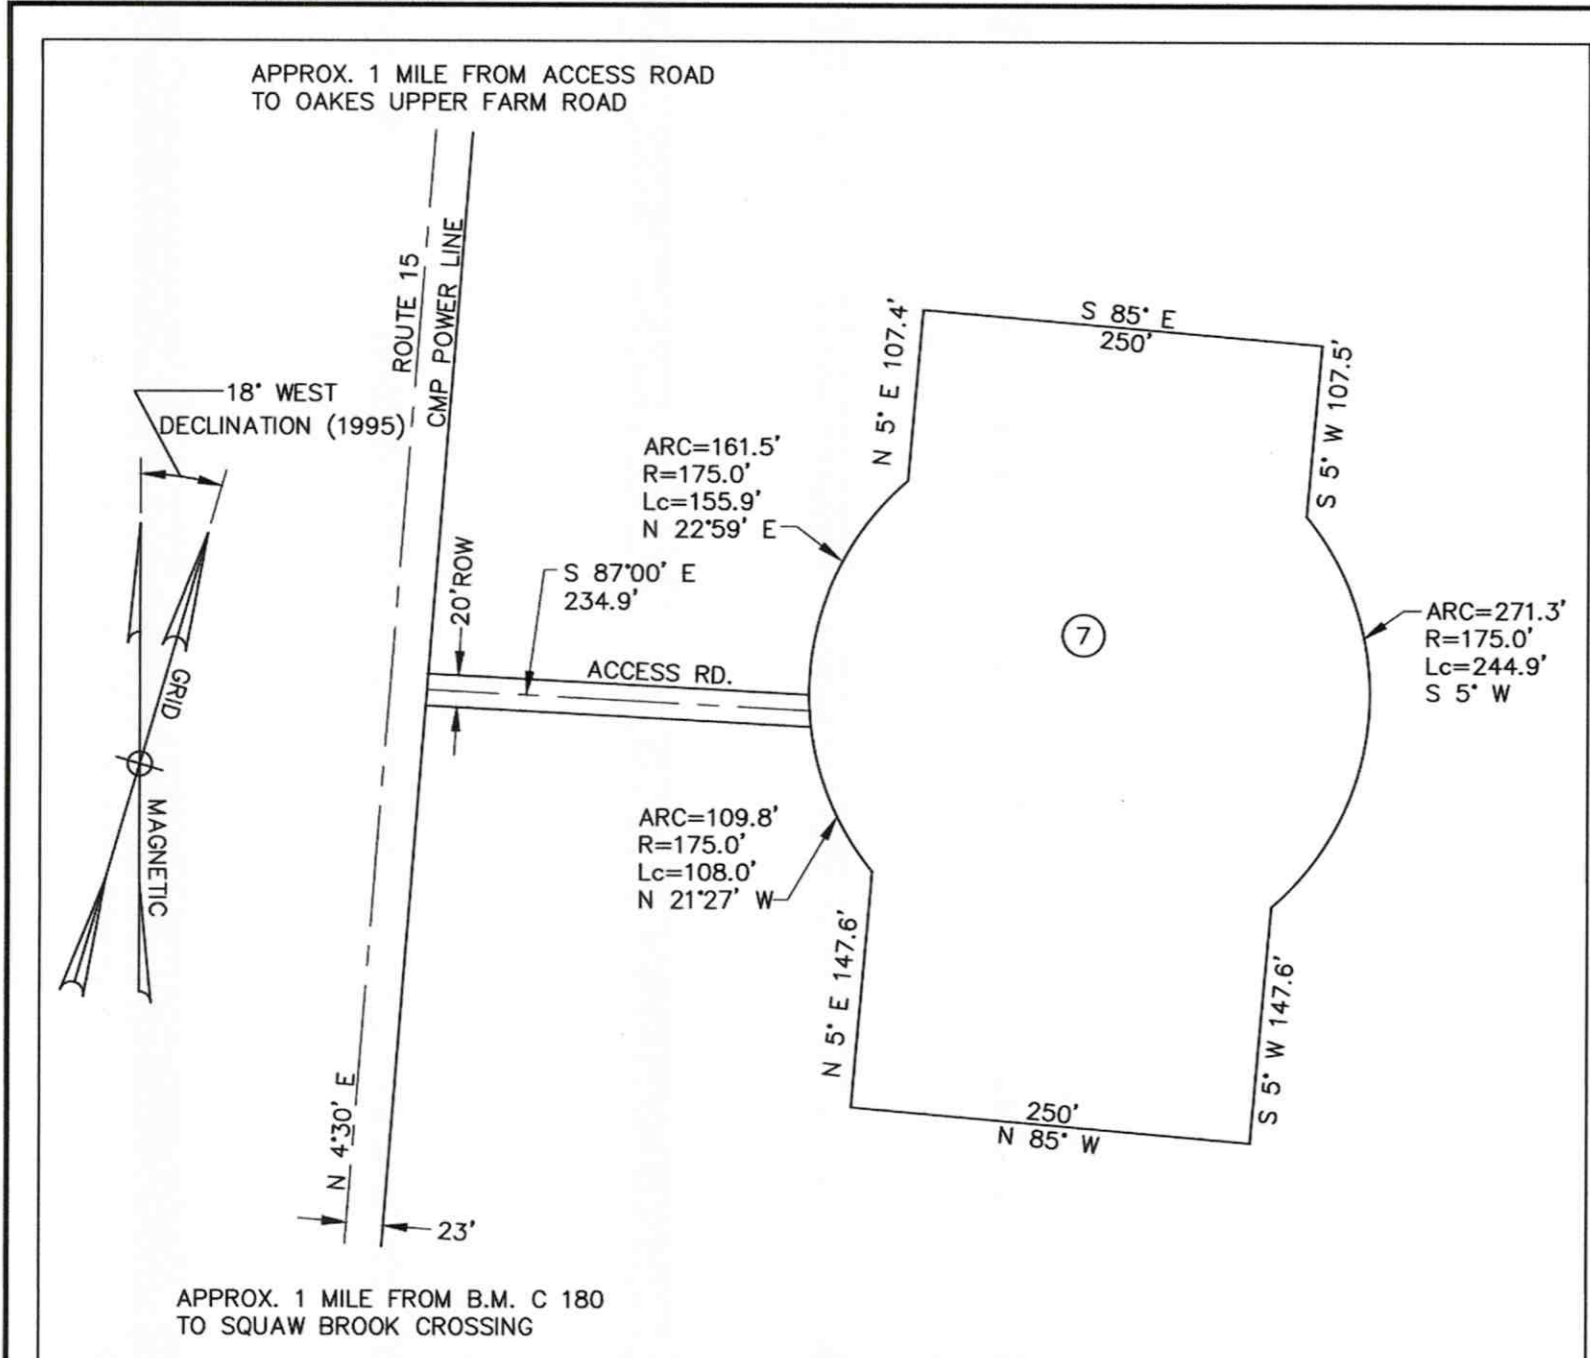 APPROX. 1 MILE FROM ACCESS ROAD
TO OAKES UPPER FARM ROAD
ROUTE 15
CMP POWER LINE
18° WEST
DECLINATION (1995)
GRID
MAGNETIC
N 5° E 107.4'
S 85° E
250'
S 5° W 107.5'
ARC=161.5'
R=175.0'
Lc=155.9'
N 22°59' E
20'ROW
S 87°00' E
234.9'
ACCESS RD.
7
ARC=271.3'
R=175.0'
Lc=244.9'
S 5° W
ARC=109.8'
R=175.0'
Lc=108.0'
N 21°27' W
N 5° E 147.6'
S 5° W 147.6'
250'
N 85° W
N 4°30' E
23'
APPROX. 1 MILE FROM B.M. C 180
TO SQUAW BROOK CROSSING